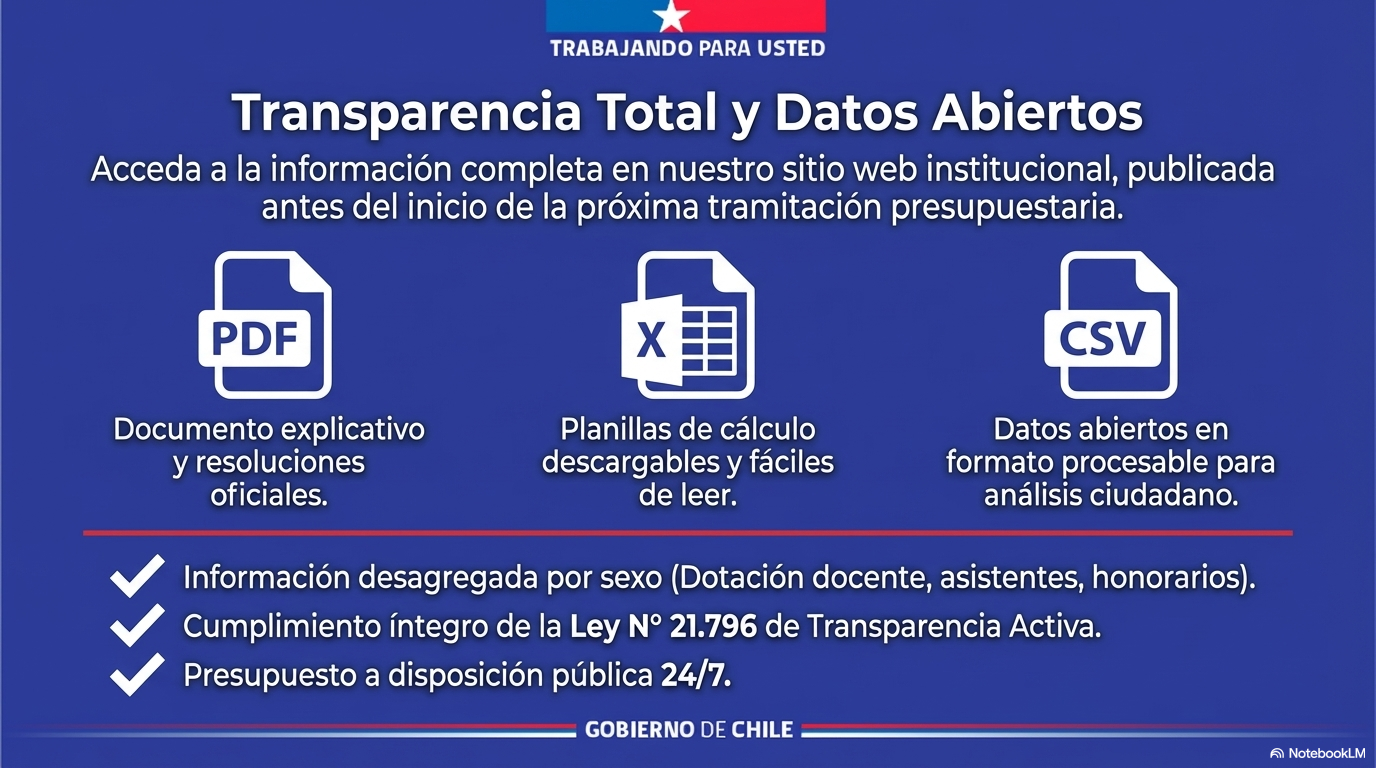 TRABAJANDO PARA USTED
Transparencia Total y Datos Abiertos
Acceda a la información completa en nuestro sitio web institucional, publicada
antes del inicio de la próxima tramitación presupuestaria.
PDF
X
CSV
Documento explicativo
y resoluciones
oficiales.
Planillas de cálculo
descargables y fáciles
de leer.
Datos abiertos en
formato procesable para
análisis ciudadano.
Información desagregada por sexo (Dotación docente, asistentes, honorarios).
Cumplimiento íntegro de la Ley N° 21.796 de Transparencia Activa.
Presupuesto a disposición pública 24/7.
GOBIERNO DE CHILE
NotebookLM